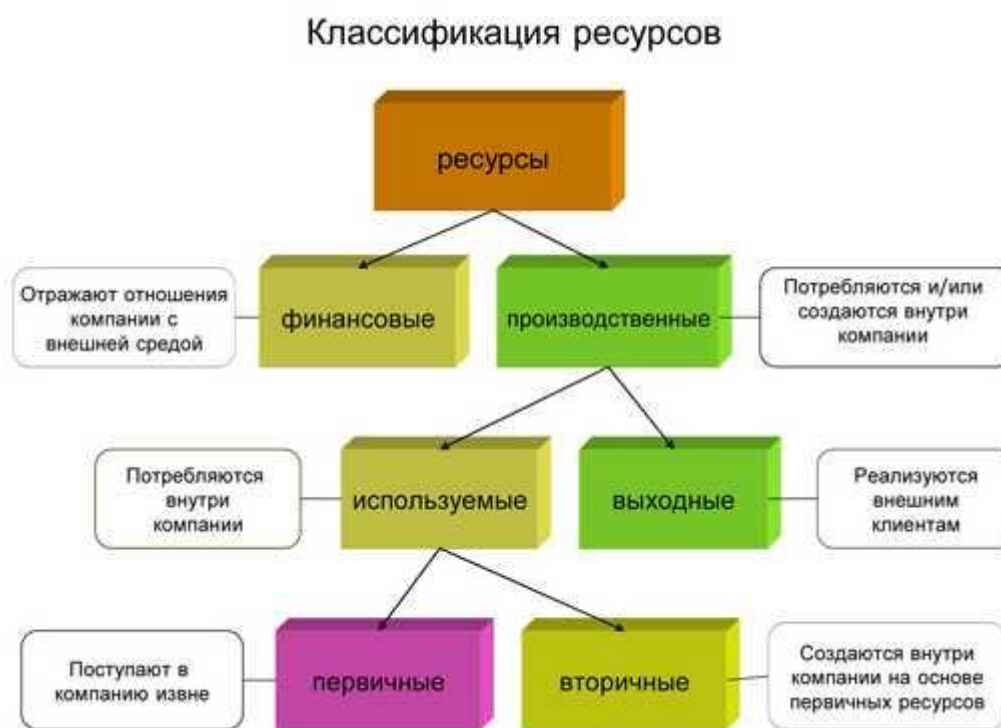 Классификация ресурсов
ресурсы
Отражают отношения
компании с
внешней средой
финансовые
производственные
Потребляются и/или
создаются внутри
компании
Потребляются
внутри
компании
используемые
выходные
Реализуются
внешним
клиентам
Поступают в
компанию извне
первичные
вторичные
Создаются внутри
компании на основе
первичных ресурсов